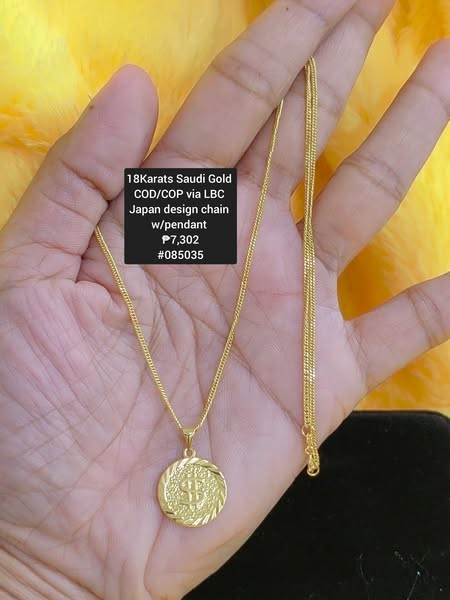 18Karats Saudi Gold
COD/COP via LBC
Japan design chain
w/pendant
₱7,302
#085035
$